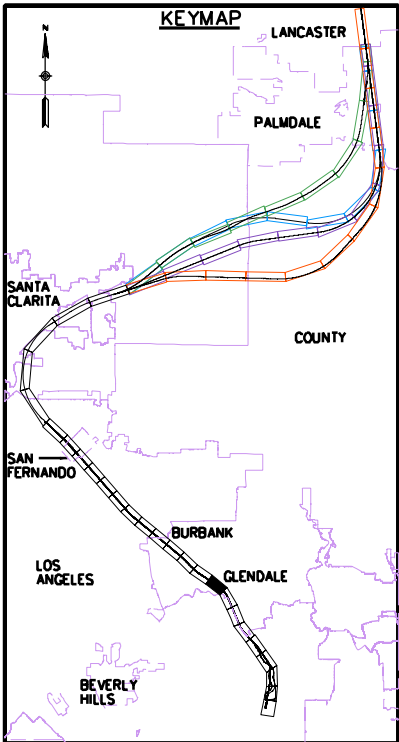 KEYMAP
N
LANCASTER
PALMDALE
SANTA
CLARITA
COUNTY
SAN
FERNANDO
BURBANK
LOS
ANGELES
GLENDALE
BEVERLY
HILLS